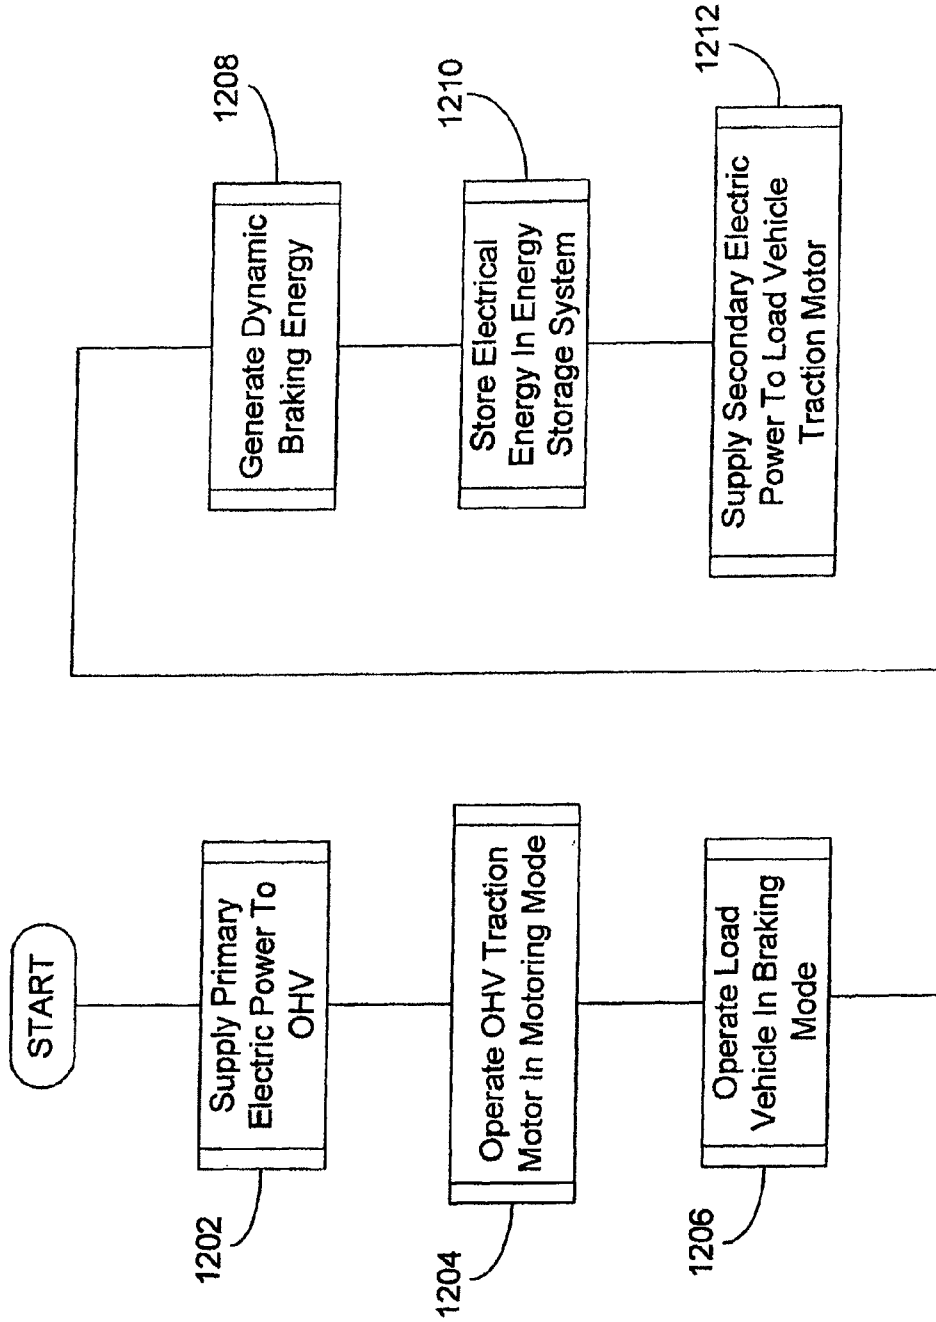 START
Supply Primary
Electric Power To
OHV
1202
Operate OHV Traction
Motor In Motoring Mode
1204
Operate Load
Vehicle In Braking
Mode
1206
Generate Dynamic
Braking Energy
1208
Store Electrical
Energy In Energy
Storage System
1210
Supply Secondary Electric
Power To Load Vehicle
Traction Motor
1212